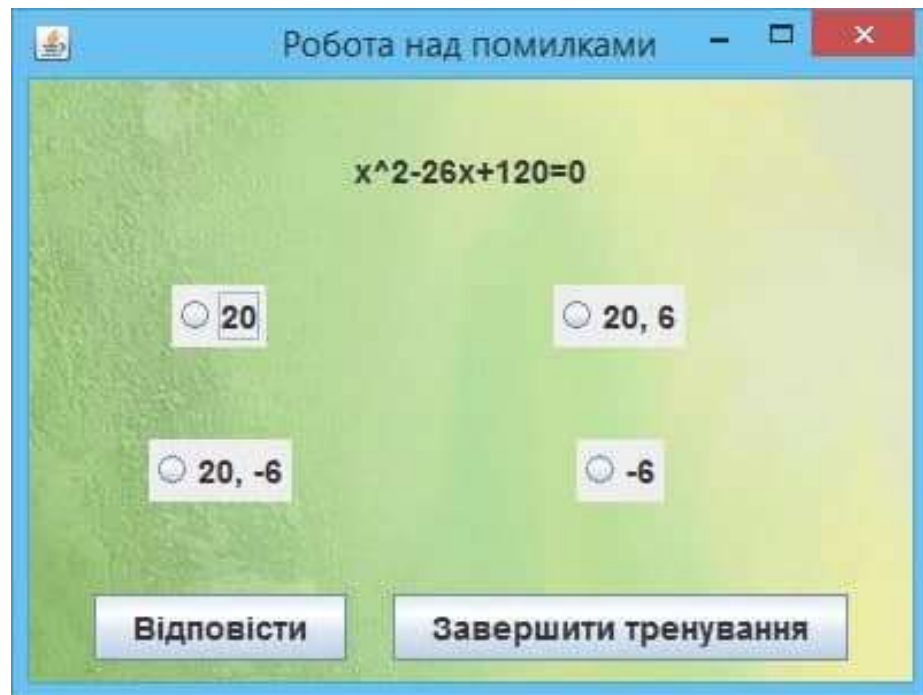 Робота над помилками
x^2-26x+120=0
20
20, 6
20, -6
-6
Відповісти
Завершити тренування